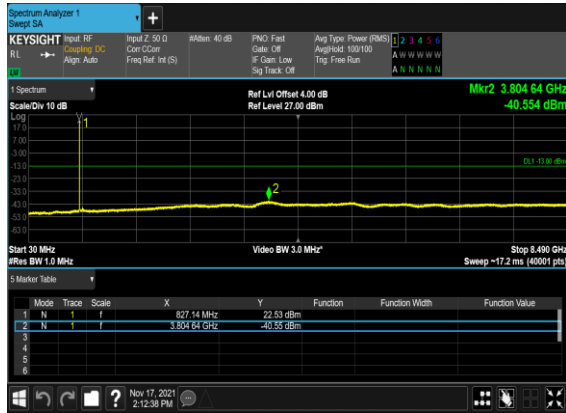 Spectrum Analyzer 1
Swept SA
+
KEYSIGHT Input: RF Input Z: 50 Ω #Atten: 40 dB PNO: Fast Avg Type: Power (RMS) 1 2 3 4 5 6
RL Coupling: DC Corr CCorr Gate: Off Avg|Hold: 100/100 A W W W W W
Align: Auto Freq Ref: Int (S) IF Gain: Low Trig: Free Run
LW Sig Track: Off A N N N N N
1 Spectrum Ref Lvl Offset 4.00 dB Mkr2 3.804 64 GHz
Scale/Div 10 dB Ref Level 27.00 dBm -40.554 dBm
Log
17.0
7.00
-3.00
-13.0
-23.0
-33.0
-43.0
-53.0
-63.0
1
DL1 -13.00 dBm
2
Start 30 MHz Video BW 3.0 MHz* Stop 8.490 GHz
#Res BW 1.0 MHz Sweep ~17.2 ms (40001 pts)
5 Marker Table
Mode Trace Scale X Y Function Function Width Function Value
1 N 1 f 827.14 MHz 22.53 dBm
2 N 1 f 3.804 64 GHz -40.55 dBm
3
4
5
6
? Nov 17, 2021
2:12:38 PM